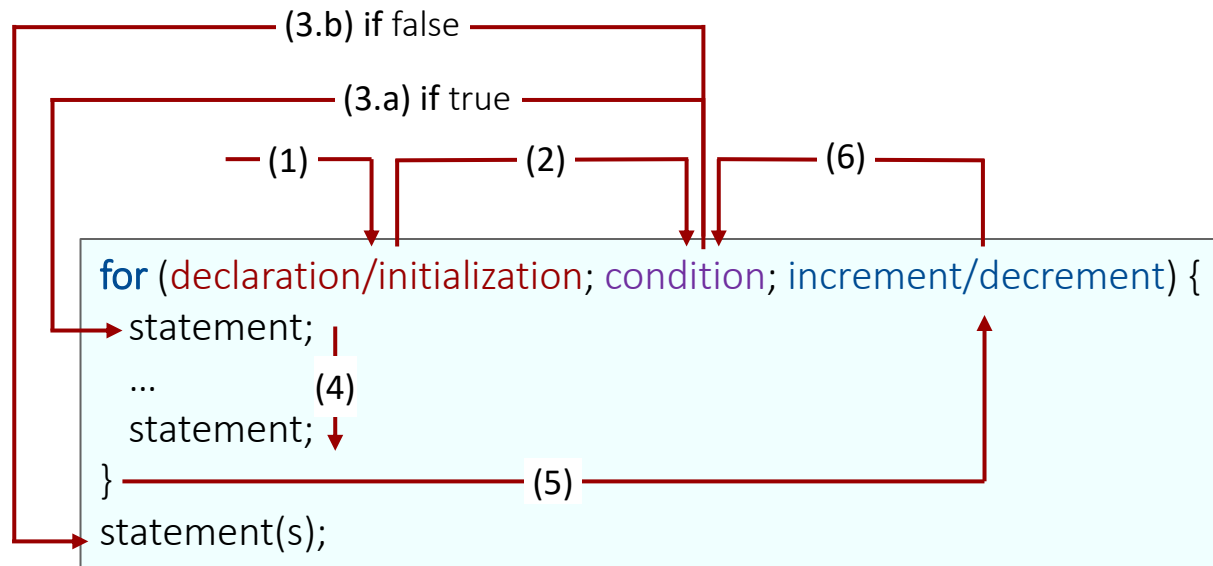 (3.b) if false
(3.a) if true
(1) (2) (6)
for (declaration/initialization; condition; increment/decrement) {
statement;
...
(4)
statement;
} (5)
statement(s);